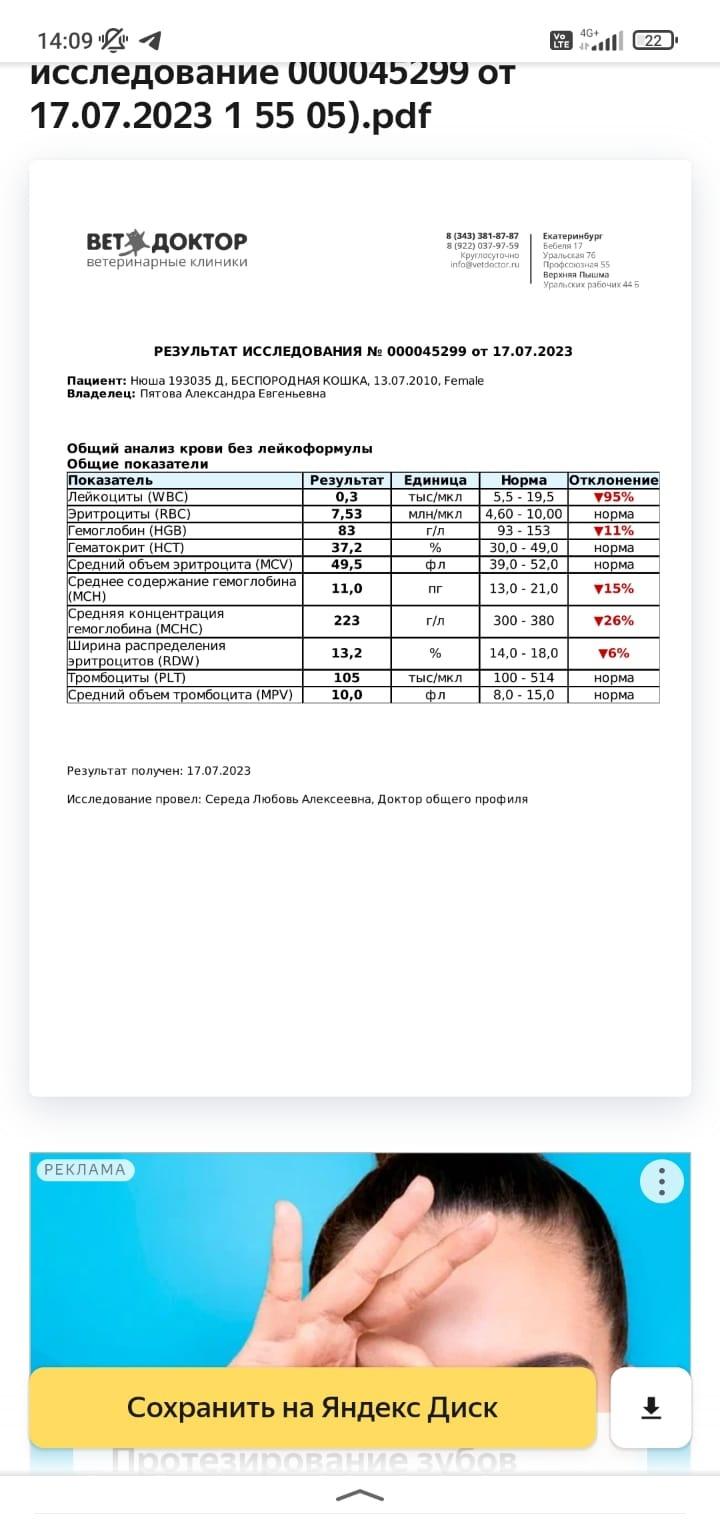 14:09
Vo LTE 4G+ 22
исследование 000045299 от
17.07.2023 1 55 05).pdf
ВЕТ ДОКТОР
ветеринарные клиники
8 (343) 381-87-87
8 (922) 037-97-59
Круглосуточно
info@vetdoctor.ru
Екатеринбург
Бебеля 17
Уральская 76
Профсоюзная 55
Верхняя Пышма
Уральских рабочих 44 Б
РЕЗУЛЬТАТ ИССЛЕДОВАНИЯ № 000045299 от 17.07.2023
Пациент: Нюша 193035 Д, БЕСПОРОДНАЯ КОШКА, 13.07.2010, Female
Владелец: Пятова Александра Евгеньевна
Общий анализ крови без лейкоформулы
Общие показатели
Показатель Результат Единица Норма Отклонение
Лейкоциты (WBC) 0,3 тыс/мкл 5,5 - 19,5 ▼95%
Эритроциты (RBC) 7,53 млн/мкл 4,60 - 10,00 норма
Гемоглобин (HGB) 83 г/л 93 - 153 ▼11%
Гематокрит (HCT) 37,2 % 30,0 - 49,0 норма
Средний объем эритроцита (MCV) 49,5 фл 39,0 - 52,0 норма
Среднее содержание гемоглобина
(MCH) 11,0 пг 13,0 - 21,0 ▼15%
Средняя концентрация
гемоглобина (MCHC) 223 г/л 300 - 380 ▼26%
Ширина распределения
эритроцитов (RDW) 13,2 % 14,0 - 18,0 ▼6%
Тромбоциты (PLT) 105 тыс/мкл 100 - 514 норма
Средний объем тромбоцита (MPV) 10,0 фл 8,0 - 15,0 норма
Результат получен: 17.07.2023
Исследование провел: Середа Любовь Алексеевна, Доктор общего профиля
РЕКЛАМА
Сохранить на Яндекс Диск
Протезирование зубов